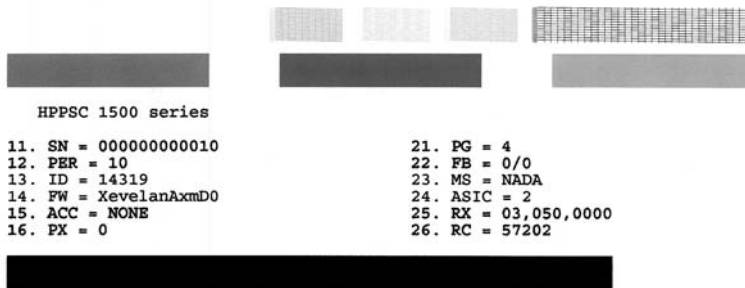 HPPSC 1500 series
11. SN = 000000000010
12. PER = 10
13. ID = 14319
14. FW = XevelanAxmD0
15. ACC = NONE
16. PX = 0
21. PG = 4
22. FB = 0/0
23. MS = NADA
24. ASIC = 2
25. RX = 03,050,0000
26. RC = 57202